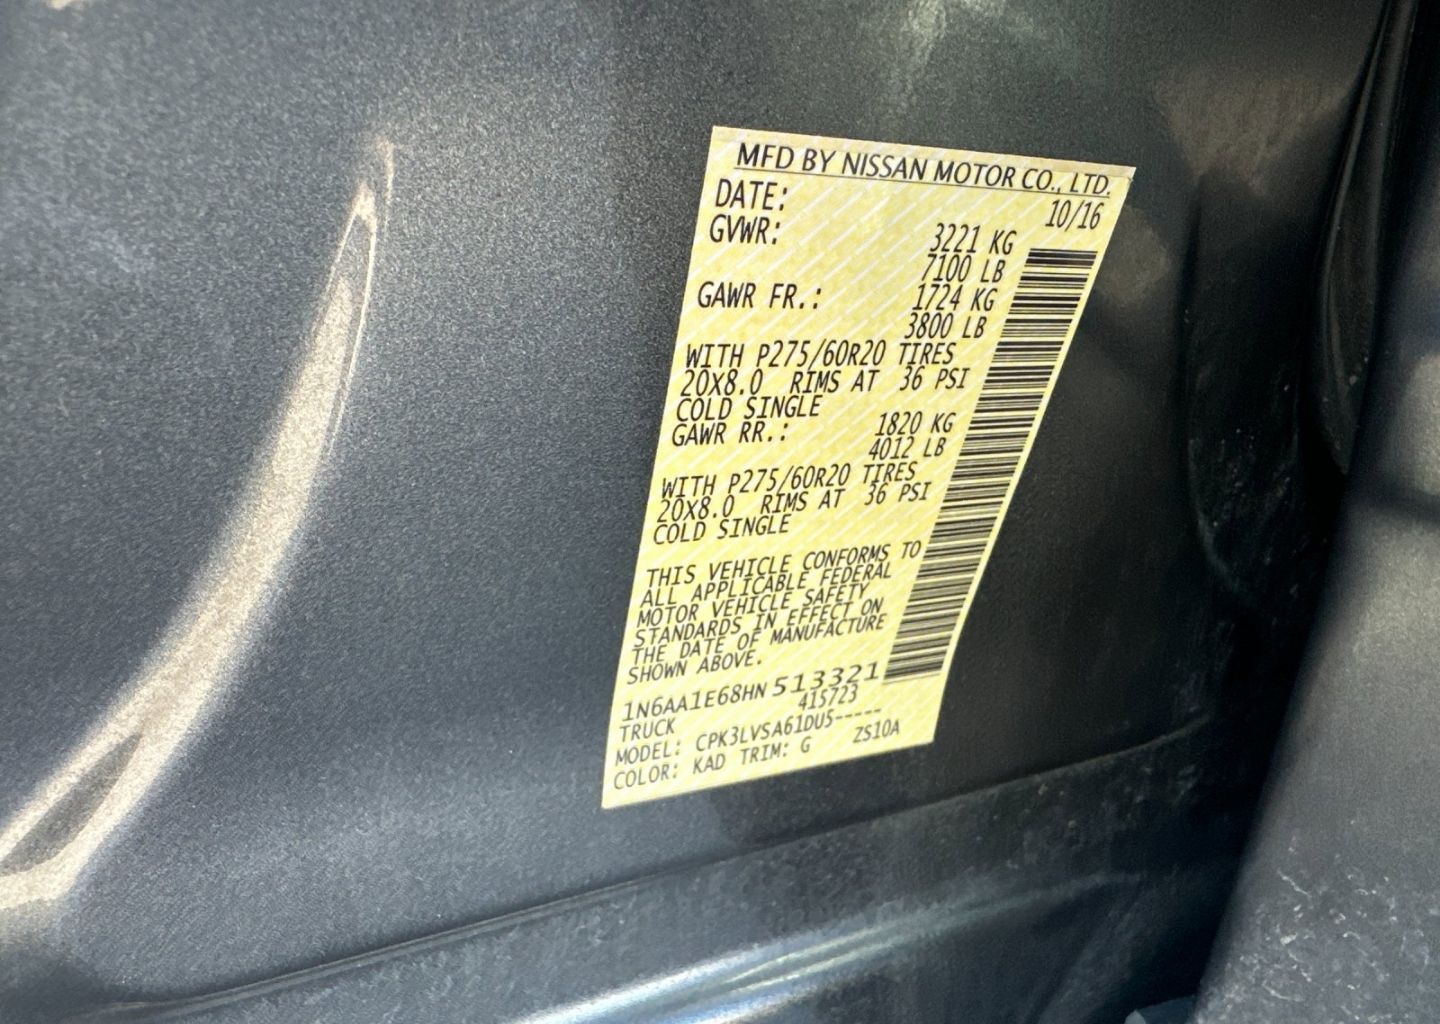 MFD BY NISSAN MOTOR CO., LTD.
DATE: 10/16
GVWR: 3221 KG
7100 LB
GAWR FR.: 1724 KG
3800 LB
WITH P275/60R20 TIRES
20X8.0 RIMS AT 36 PSI
COLD SINGLE
GAWR RR.: 1820 KG
4012 LB
WITH P275/60R20 TIRES
20X8.0 RIMS AT 36 PSI
COLD SINGLE
THIS VEHICLE CONFORMS TO
ALL APPLICABLE FEDERAL
MOTOR VEHICLE SAFETY
STANDARDS IN EFFECT ON
THE DATE OF MANUFACTURE
SHOWN ABOVE.
1N6AA1E68HN513321
TRUCK 415723
MODEL: CPK3LVSA61DU5-----
COLOR: KAD TRIM: G ZS10A